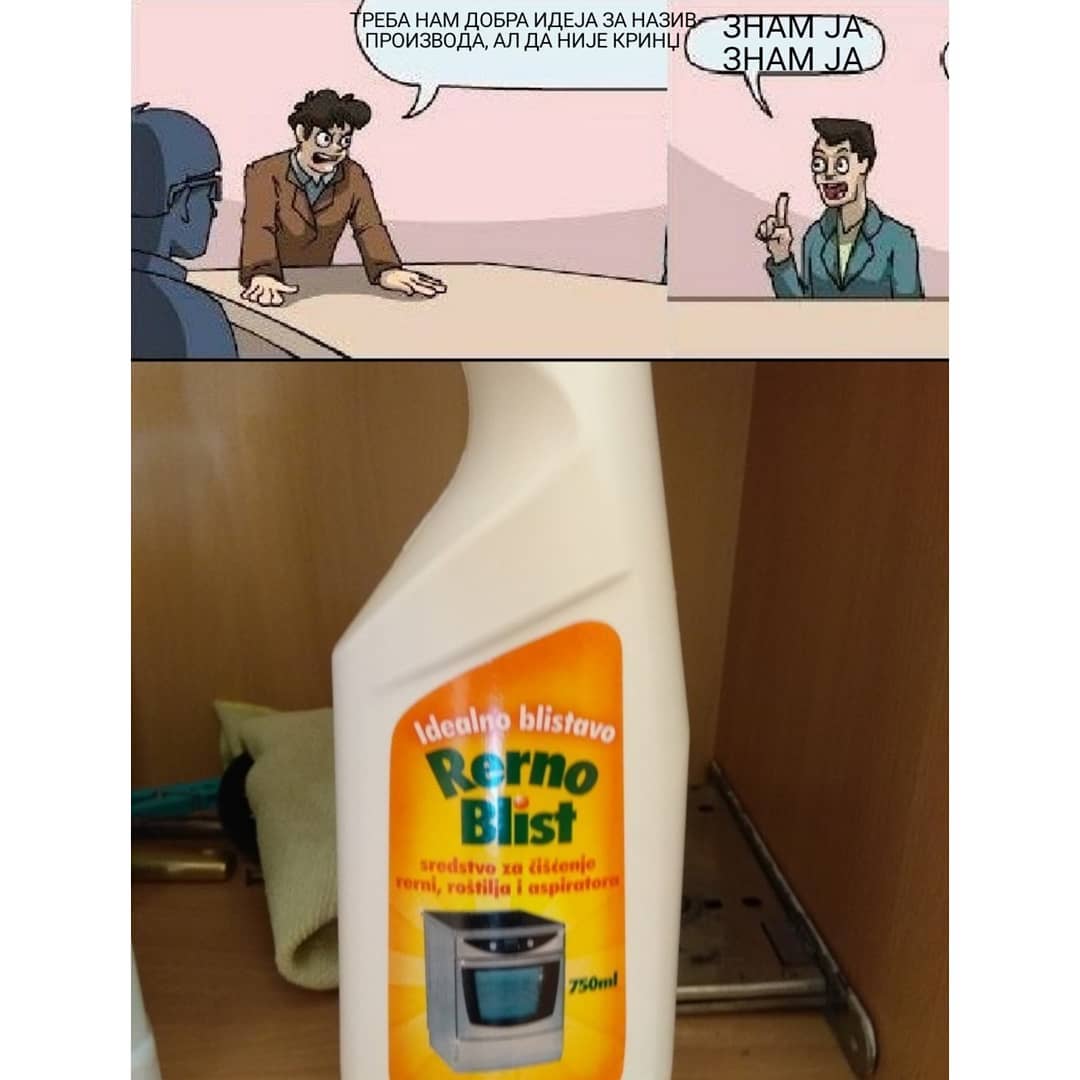 ТРЕБА НАМ ДОБРА ИДЕЈА ЗА НАЗИВ
ПРОИЗВОДА, АЛ ДА НИЈЕ КРИНЏ
ЗНАМ ЈА
ЗНАМ ЈА
Idealno blistavo
Rerno
Blist
sredstvo za čišćenje
rerni, roštilja i aspiratora
750ml